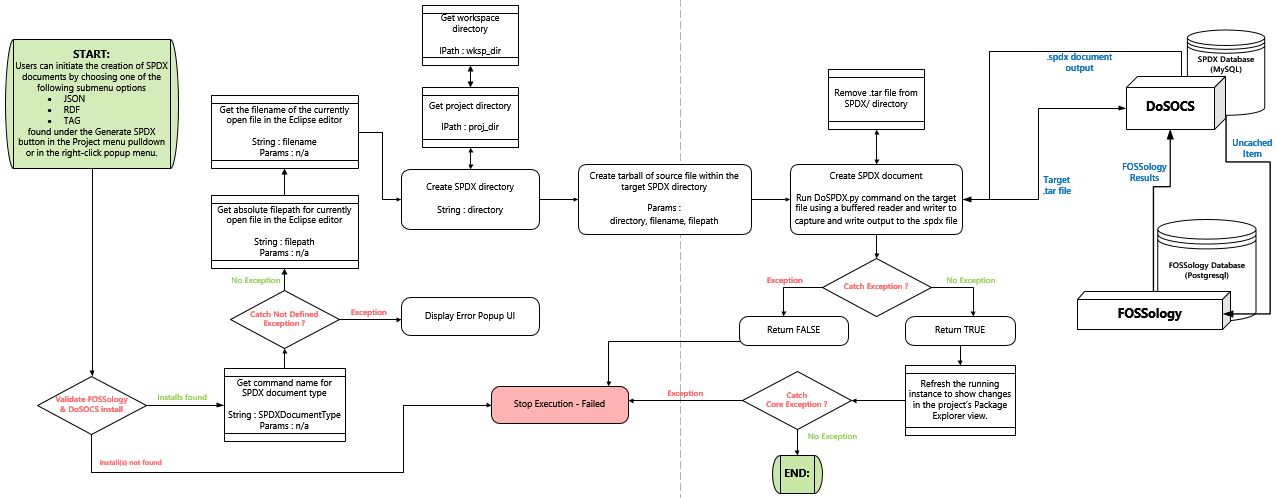 START:
Users can initiate the creation of SPDX
documents by choosing one of the
following submenu options
• JSON
• RDF
• TAG
found under the Generate SPDX
button in the Project menu pulldown
or in the right-click popup menu.
Validate FOSSology
& DoSOCS install
Installs found
Install(s) not found
Get command name for
SPDX document type
String : SPDXDocumentType
Params : n/a
Catch Not Defined
Exception ?
Exception
Display Error Popup UI
No Exception
Get absolute filepath for currently
open file in the Eclipse editor
String : filepath
Params : n/a
Get the filename of the currently
open file in the Eclipse editor
String : filename
Params : n/a
Get workspace
directory
IPath : wksp_dir
Get project directory
IPath : proj_dir
Create SPDX directory
String : directory
Create tarball of source file within the
target SPDX directory
Params :
directory, filename, filepath
Remove .tar file from
SPDX/ directory
Create SPDX document
Run DoSPDX.py command on the target
file using a buffered reader and writer to
capture and write output to the .spdx file
Catch Exception ?
Exception
No Exception
Return FALSE
Return TRUE
Refresh the running
instance to show changes
in the project's Package
Explorer view.
Catch
Core Exception ?
Exception
Stop Execution - Failed
No Exception
END:
.spdx document
output
SPDX Database
(MySQL)
DoSOCS
Target
.tar file
FOSSology
Results
Uncached
Item
FOSSology Database
(Postgresql)
FOSSology